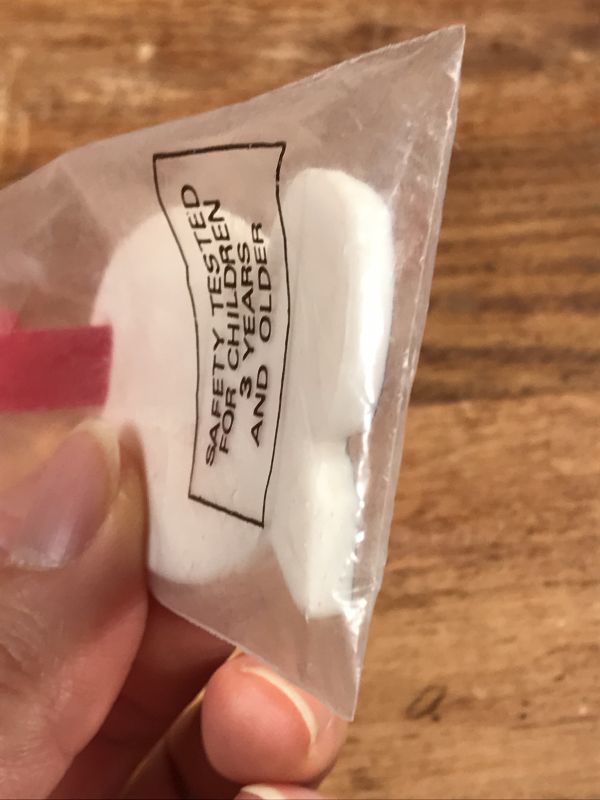 SAFETY TESTED
FOR CHILDREN
3 YEARS
AND OLDER